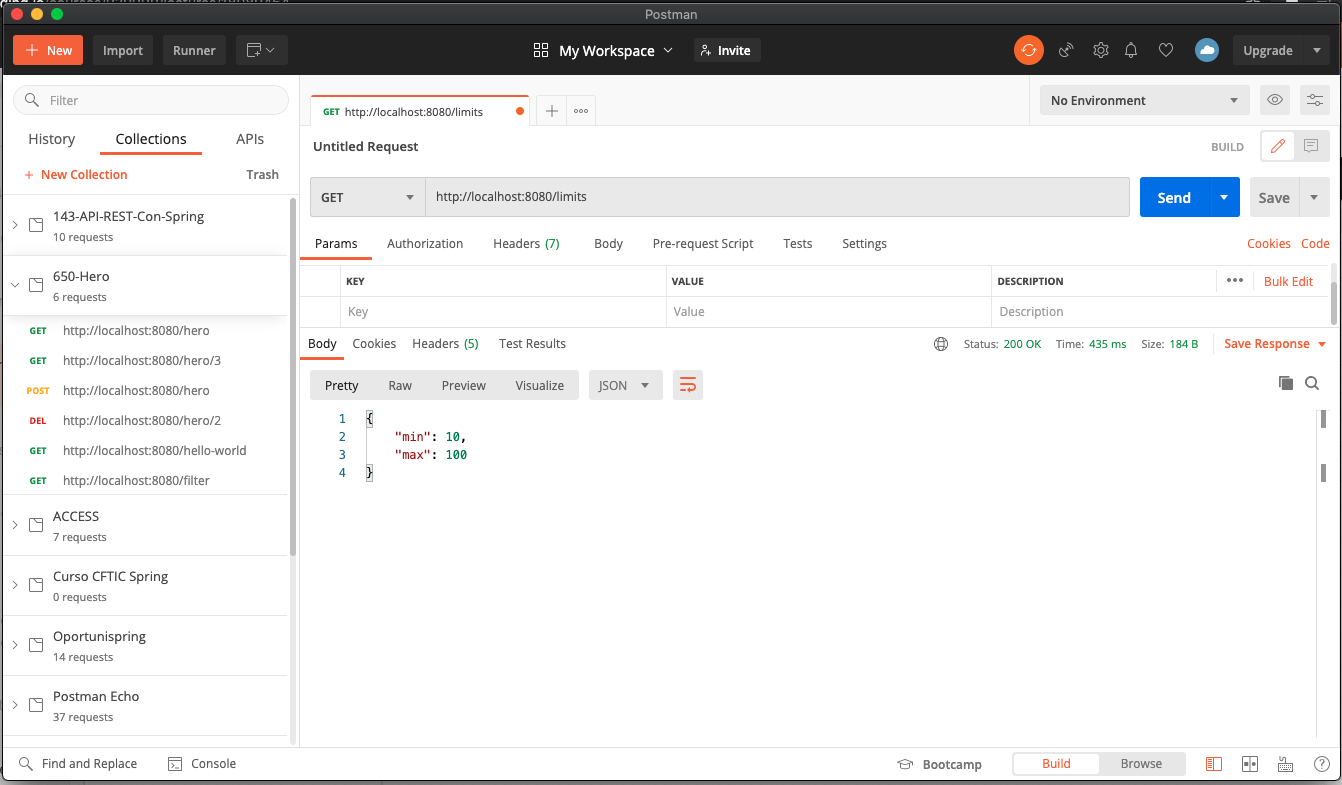 Postman
+ New Import Runner My Workspace Invite Upgrade
Filter
History Collections APIs
+ New Collection Trash
143-API-REST-Con-Spring
10 requests
650-Hero
6 requests
GET http://localhost:8080/hero
GET http://localhost:8080/hero/3
POST http://localhost:8080/hero
DEL http://localhost:8080/hero/2
GET http://localhost:8080/hello-world
GET http://localhost:8080/filter
ACCESS
7 requests
Curso CFTIC Spring
0 requests
Oportunispring
14 requests
Postman Echo
37 requests
GET http://localhost:8080/limits
No Environment
Untitled Request BUILD
GET http://localhost:8080/limits Send Save
Params Authorization Headers (7) Body Pre-request Script Tests Settings Cookies Code
KEY VALUE DESCRIPTION ••• Bulk Edit
Key Value Description
Body Cookies Headers (5) Test Results Status: 200 OK Time: 435 ms Size: 184 B Save Response
Pretty Raw Preview Visualize JSON
1 {
2 "min": 10,
3 "max": 100
4 }
Find and Replace Console Bootcamp Build Browse